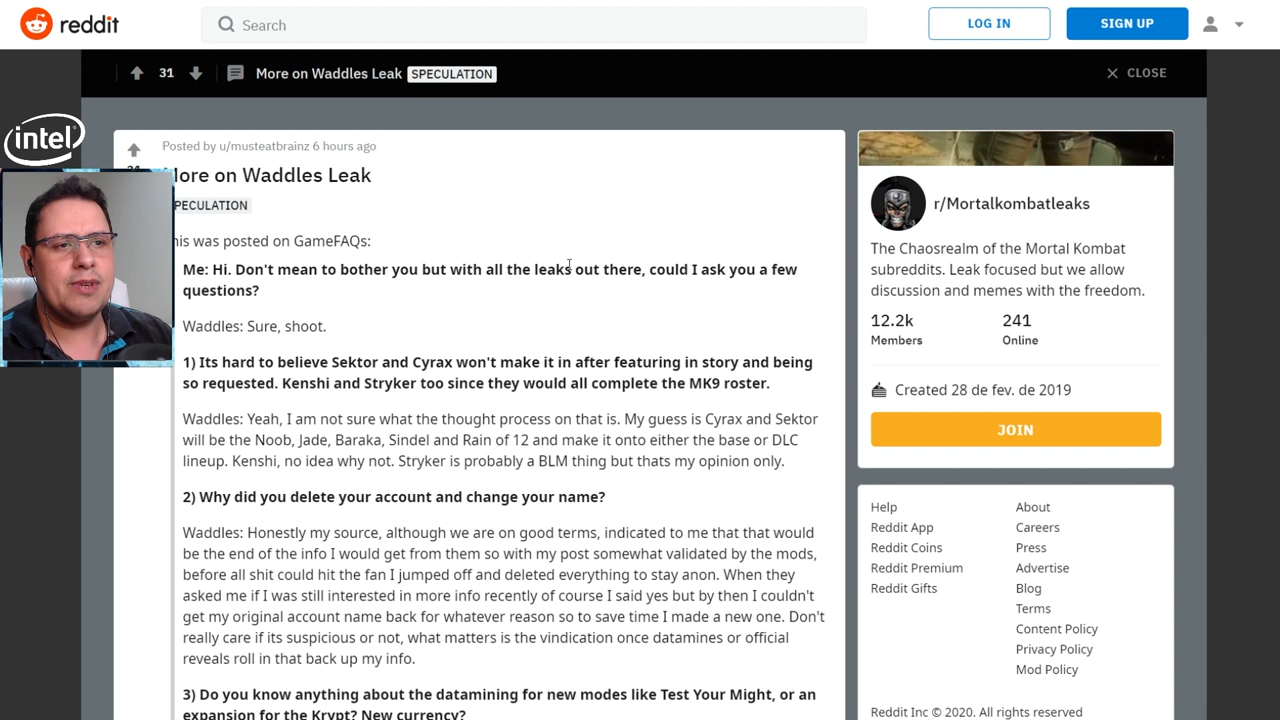 reddit
Search
LOG IN
SIGN UP
31
More on Waddles Leak
SPECULATION
CLOSE
intel
Posted by u/musteatbrainz 6 hours ago
More on Waddles Leak
SPECULATION
his was posted on GameFAQs:
Me: Hi. Don't mean to bother you but with all the leaks out there, could I ask you a few
questions?
Waddles: Sure, shoot.
1) Its hard to believe Sektor and Cyrax won't make it in after featuring in story and being
so requested. Kenshi and Stryker too since they would all complete the MK9 roster.
Waddles: Yeah, I am not sure what the thought process on that is. My guess is Cyrax and Sektor
will be the Noob, Jade, Baraka, Sindel and Rain of 12 and make it onto either the base or DLC
lineup. Kenshi, no idea why not. Stryker is probably a BLM thing but thats my opinion only.
2) Why did you delete your account and change your name?
Waddles: Honestly my source, although we are on good terms, indicated to me that that would
be the end of the info I would get from them so with my post somewhat validated by the mods,
before all shit could hit the fan I jumped off and deleted everything to stay anon. When they
asked me if I was still interested in more info recently of course I said yes but by then I couldn't
get my original account name back for whatever reason so to save time I made a new one. Don't
really care if its suspicious or not, what matters is the vindication once datamines or official
reveals roll in that back up my info.
3) Do you know anything about the datamining for new modes like Test Your Might, or an
expansion for the Krypt? New currency?
r/Mortalkombatleaks
The Chaosrealm of the Mortal Kombat
subreddits. Leak focused but we allow
discussion and memes with the freedom.
12.2k
241
Members
Online
Created 28 de fev. de 2019
JOIN
Help
About
Reddit App
Careers
Reddit Coins
Press
Reddit Premium
Advertise
Reddit Gifts
Blog
Terms
Content Policy
Privacy Policy
Mod Policy
Reddit Inc © 2020. All rights reserved